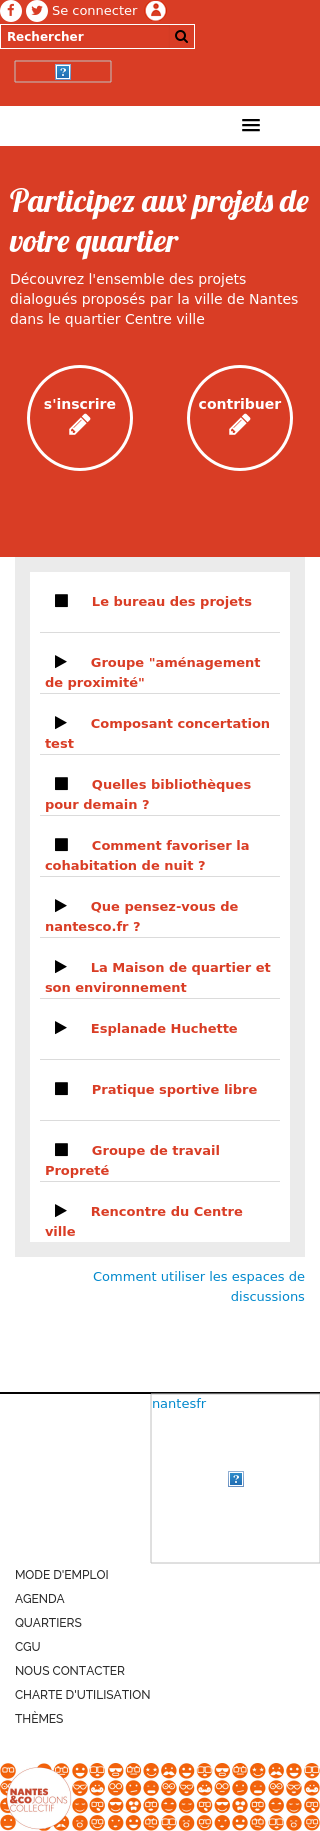 Se connecter
Rechercher
Participez aux projets de
votre quartier
Découvrez l'ensemble des projets
dialogués proposés par la ville de Nantes
dans le quartier Centre ville
s'inscrire
contribuer
Le bureau des projets
Groupe "aménagement
de proximité"
Composant concertation
test
Quelles bibliothèques
pour demain ?
Comment favoriser la
cohabitation de nuit ?
Que pensez-vous de
nantesco.fr ?
La Maison de quartier et
son environnement
Esplanade Huchette
Pratique sportive libre
Groupe de travail
Propreté
Rencontre du Centre
ville
Comment utiliser les espaces de
discussions
nantesfr
MODE D'EMPLOI
AGENDA
QUARTIERS
CGU
NOUS CONTACTER
CHARTE D'UTILISATION
THÈMES
NANTES
&CO JOUONS
COLLECTIF